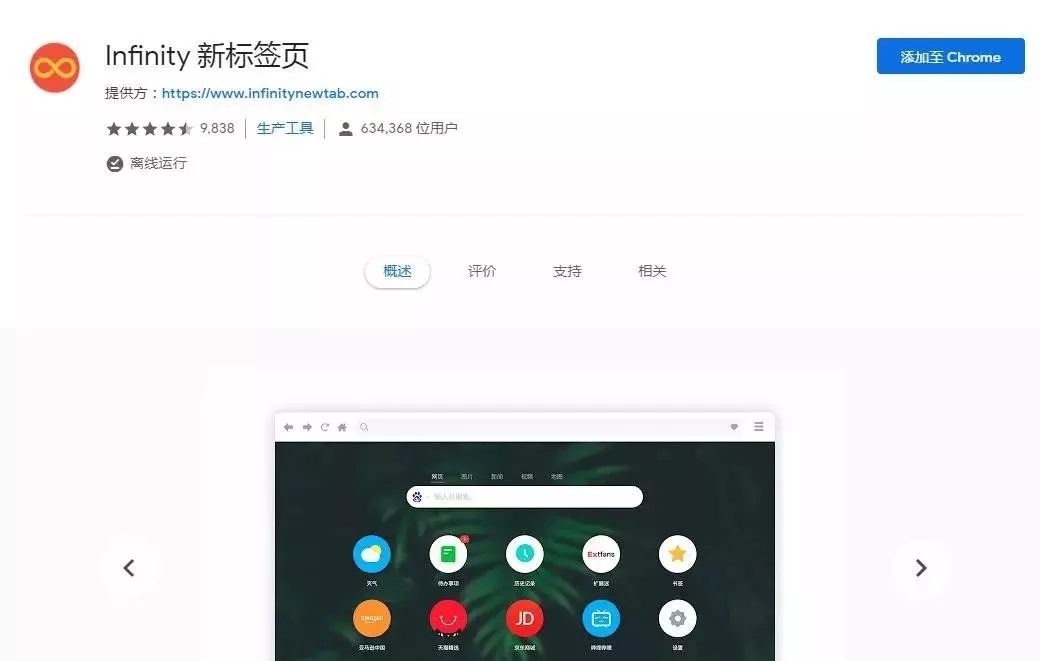 Infinity 新标签页
添加至 Chrome
提供方：https://www.infinitynewtab.com
9,838 生产工具 634,368 位用户
离线运行
概述 评价 支持 相关
网页 图片 新闻 视频 地图
输入并搜索
1
Extfans
天气 待办事项 历史记录 扩展迷 书签
amazon JD
亚马逊中国 天猫精选 京东商城 哔哩哔哩 设置